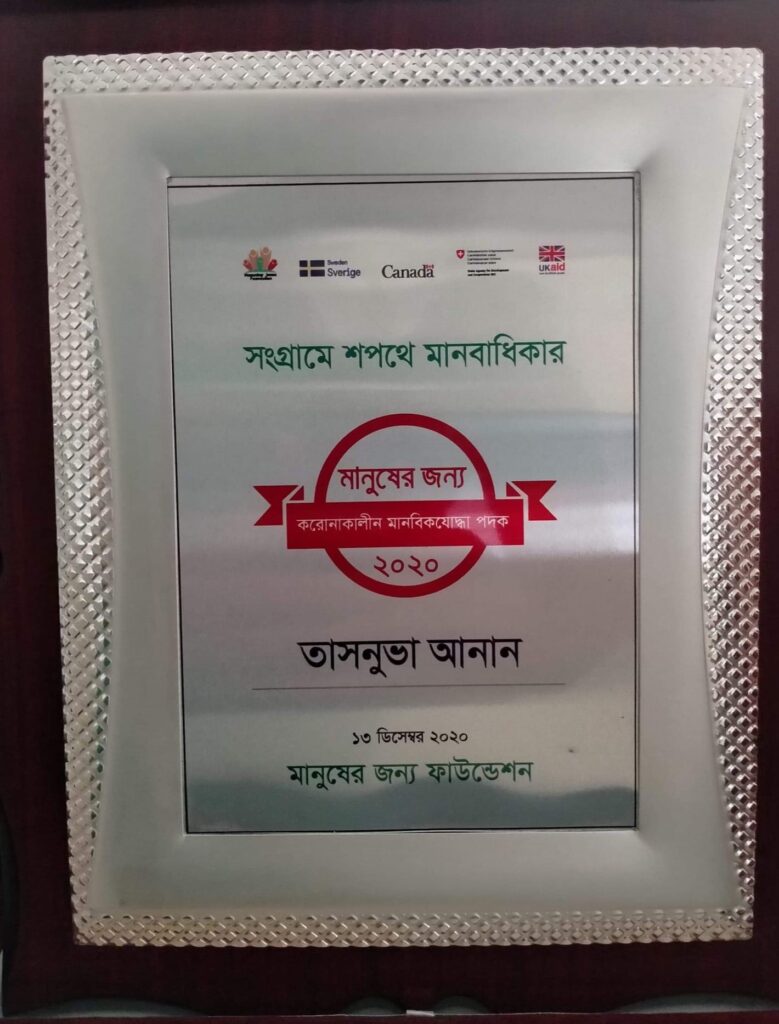 Sweden
Sverige
Canada
UKaid
সংগ্রামে শপথে মানবাধিকার
মানুষের জন্য
করোনাকালীন মানবিকযোদ্ধা পদক
২০২০
তাসনুভা আনান
১৩ ডিসেম্বর ২০২০
মানুষের জন্য ফাউন্ডেশন